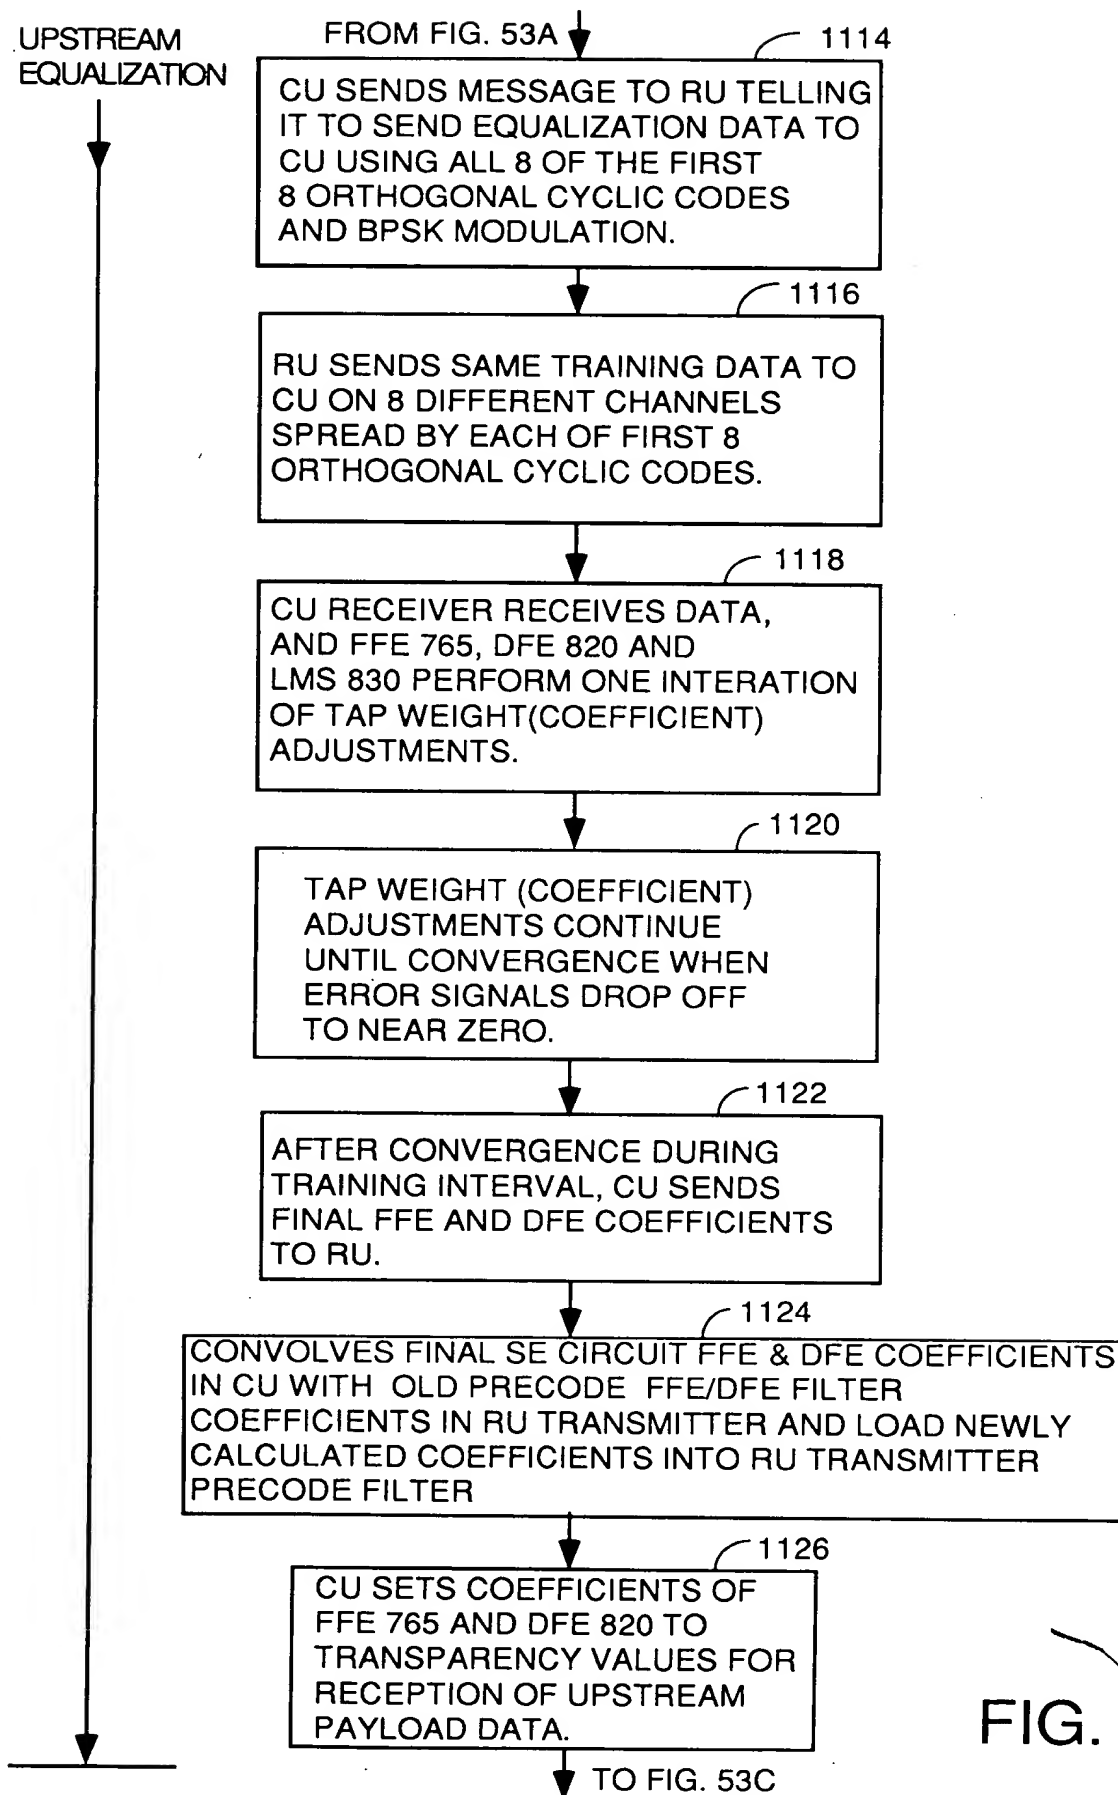 UPSTREAM
EQUALIZATION
FROM FIG. 53A
1114
CU SENDS MESSAGE TO RU TELLING
IT TO SEND EQUALIZATION DATA TO
CU USING ALL 8 OF THE FIRST
8 ORTHOGONAL CYCLIC CODES
AND BPSK MODULATION.
1116
RU SENDS SAME TRAINING DATA TO
CU ON 8 DIFFERENT CHANNELS
SPREAD BY EACH OF FIRST 8
ORTHOGONAL CYCLIC CODES.
1118
CU RECEIVER RECEIVES DATA,
AND FFE 765, DFE 820 AND
LMS 830 PERFORM ONE INTERATION
OF TAP WEIGHT(COEFFICIENT)
ADJUSTMENTS.
1120
TAP WEIGHT (COEFFICIENT)
ADJUSTMENTS CONTINUE
UNTIL CONVERGENCE WHEN
ERROR SIGNALS DROP OFF
TO NEAR ZERO.
1122
AFTER CONVERGENCE DURING
TRAINING INTERVAL, CU SENDS
FINAL FFE AND DFE COEFFICIENTS
TO RU.
1124
CONVOLVES FINAL SE CIRCUIT FFE & DFE COEFFICIENTS
IN CU WITH OLD PRECODE FFE/DFE FILTER
COEFFICIENTS IN RU TRANSMITTER AND LOAD NEWLY
CALCULATED COEFFICIENTS INTO RU TRANSMITTER
PRECODE FILTER
1126
CU SETS COEFFICIENTS OF
FFE 765 AND DFE 820 TO
TRANSPARENCY VALUES FOR
RECEPTION OF UPSTREAM
PAYLOAD DATA.
FIG.
TO FIG. 53C